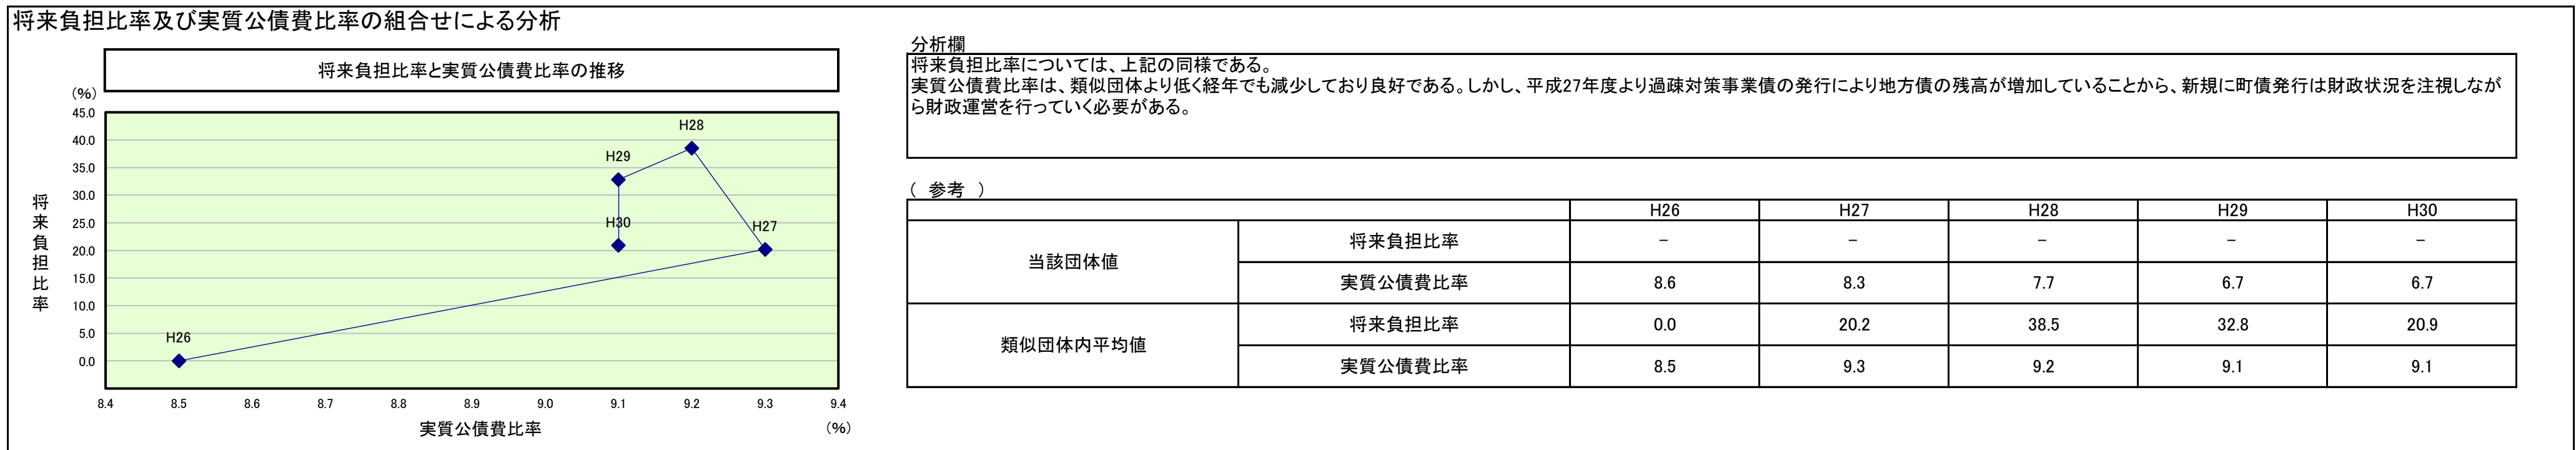 将来負担比率及び実質公債費比率の組合せによる分析
将来負担比率と実質公債費比率の推移
(%)
45.0
40.0
35.0
30.0
25.0
20.0
15.0
10.0
5.0
0.0
将来負担比率
H28
H29
H30
H27
H26
8.4 8.5 8.6 8.7 8.8 8.9 9.0 9.1 9.2 9.3 9.4
実質公債費比率
(%)
分析欄
将来負担比率については、上記の同様である。
実質公債費比率は、類似団体より低く経年でも減少しており良好である。しかし、平成27年度より過疎対策事業債の発行により地方債の残高が増加していることから、新規に町債発行は財政状況を注視しなが
ら財政運営を行っていく必要がある。
( 参考 )
H26 H27 H28 H29 H30
当該団体値
将来負担比率 - - - - -
実質公債費比率 8.6 8.3 7.7 6.7 6.7
類似団体内平均値
将来負担比率 0.0 20.2 38.5 32.8 20.9
実質公債費比率 8.5 9.3 9.2 9.1 9.1